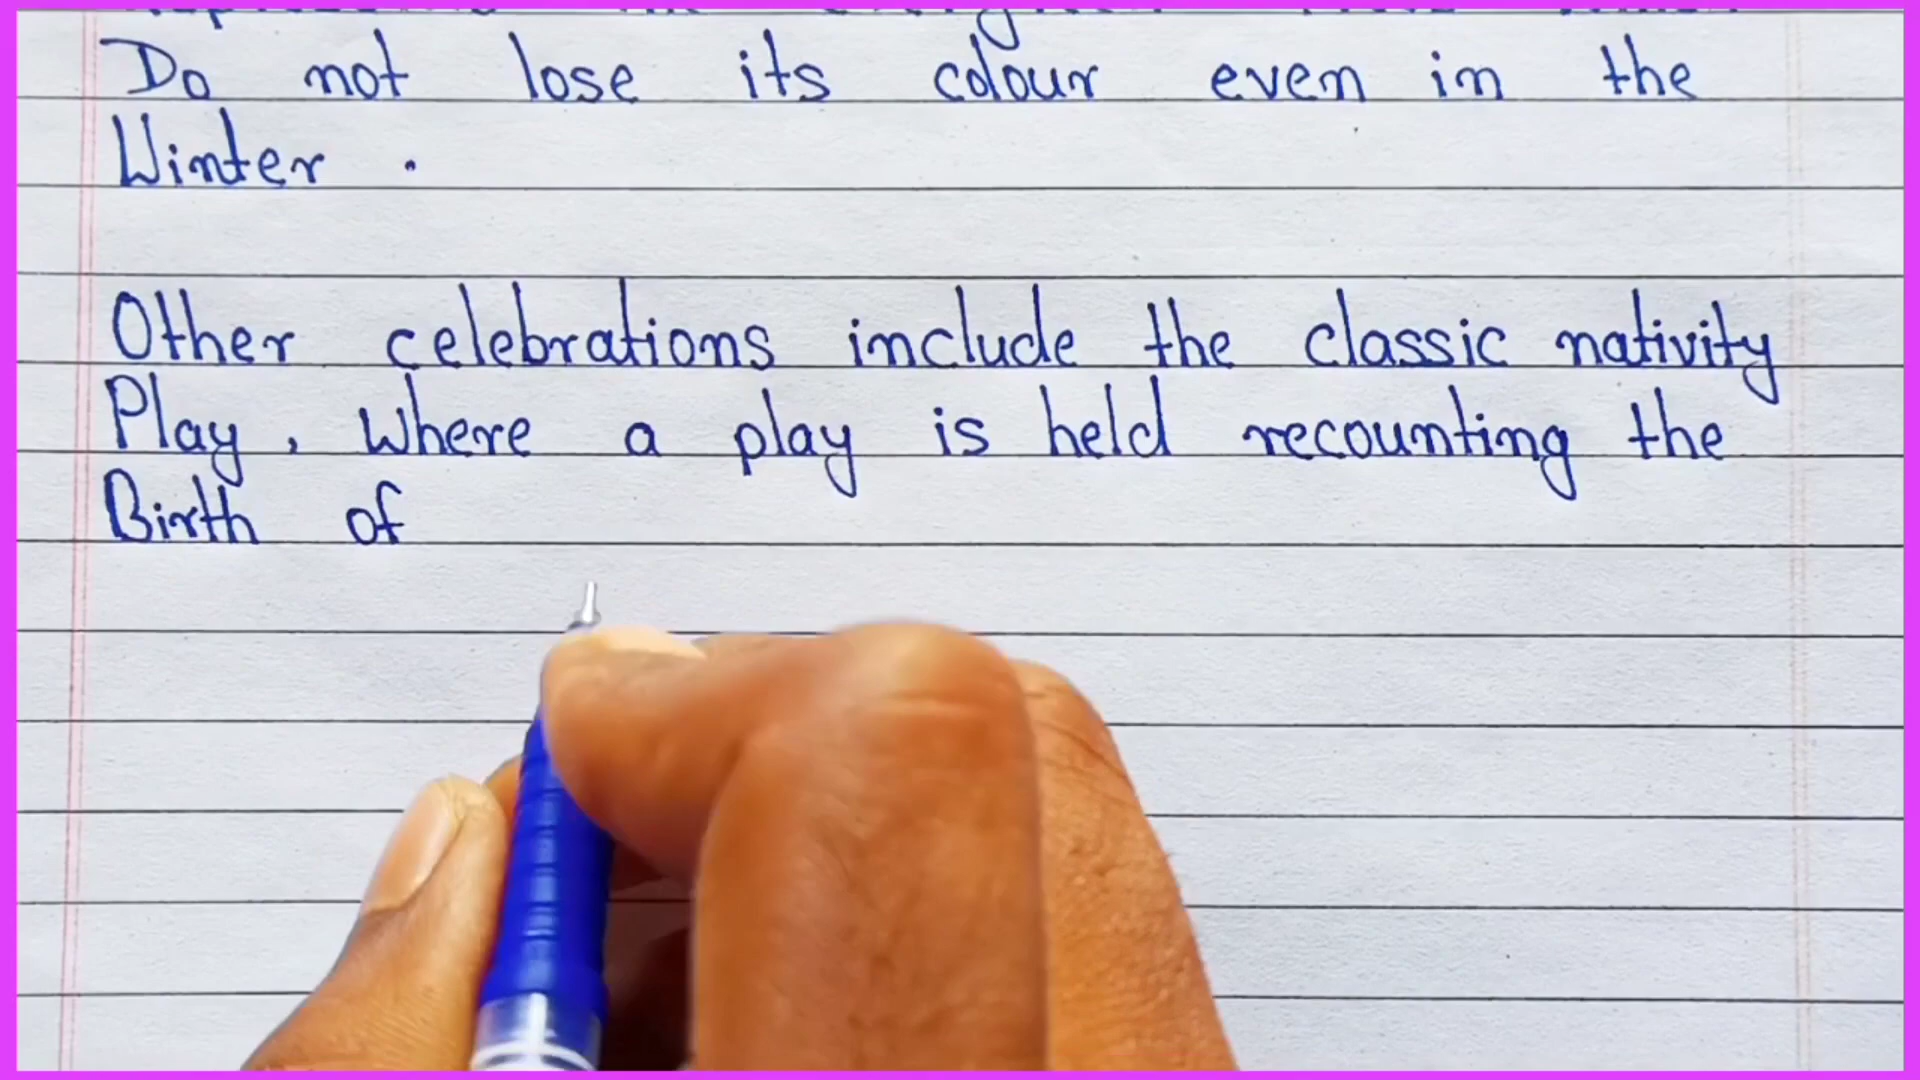 Do not lose its colour even in the
Winter .
Other celebrations include the classic nativity
Play, where a play is held recounting the
Birth of